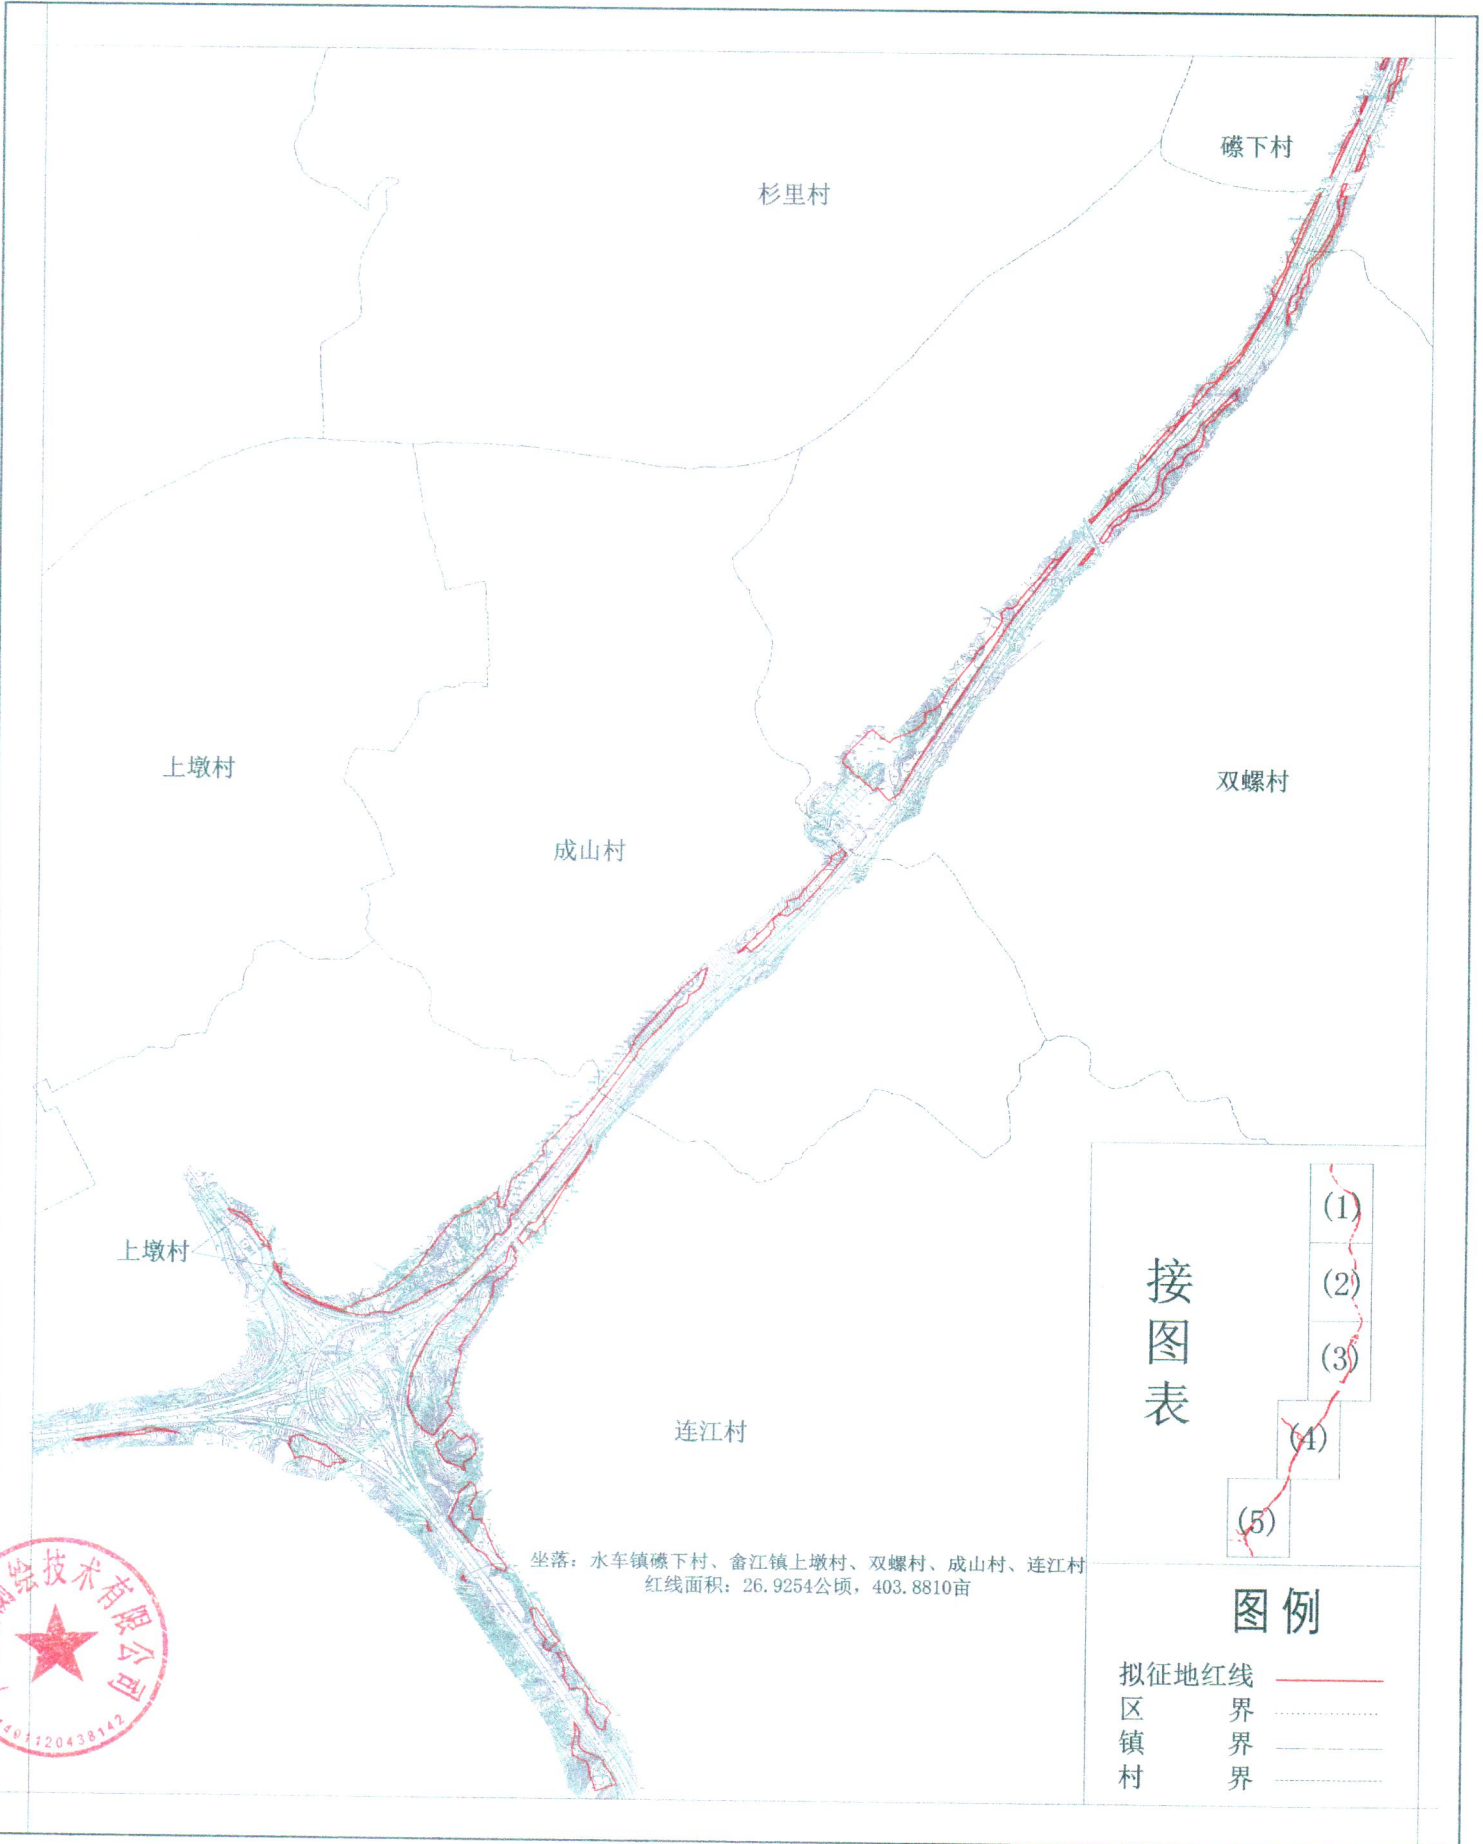 礤下村
杉里村
上墩村
双螺村
成山村
上墩村
连江村
坐落：水车镇礤下村、畲江镇上墩村、双螺村、成山村、连江村
红线面积：26.9254公顷，403.8810亩
接图表
(1)
(2)
(3)
(4)
(5)
图例
拟征地红线
区 界
镇 界
村 界
绘技术有限公司
4401120438142